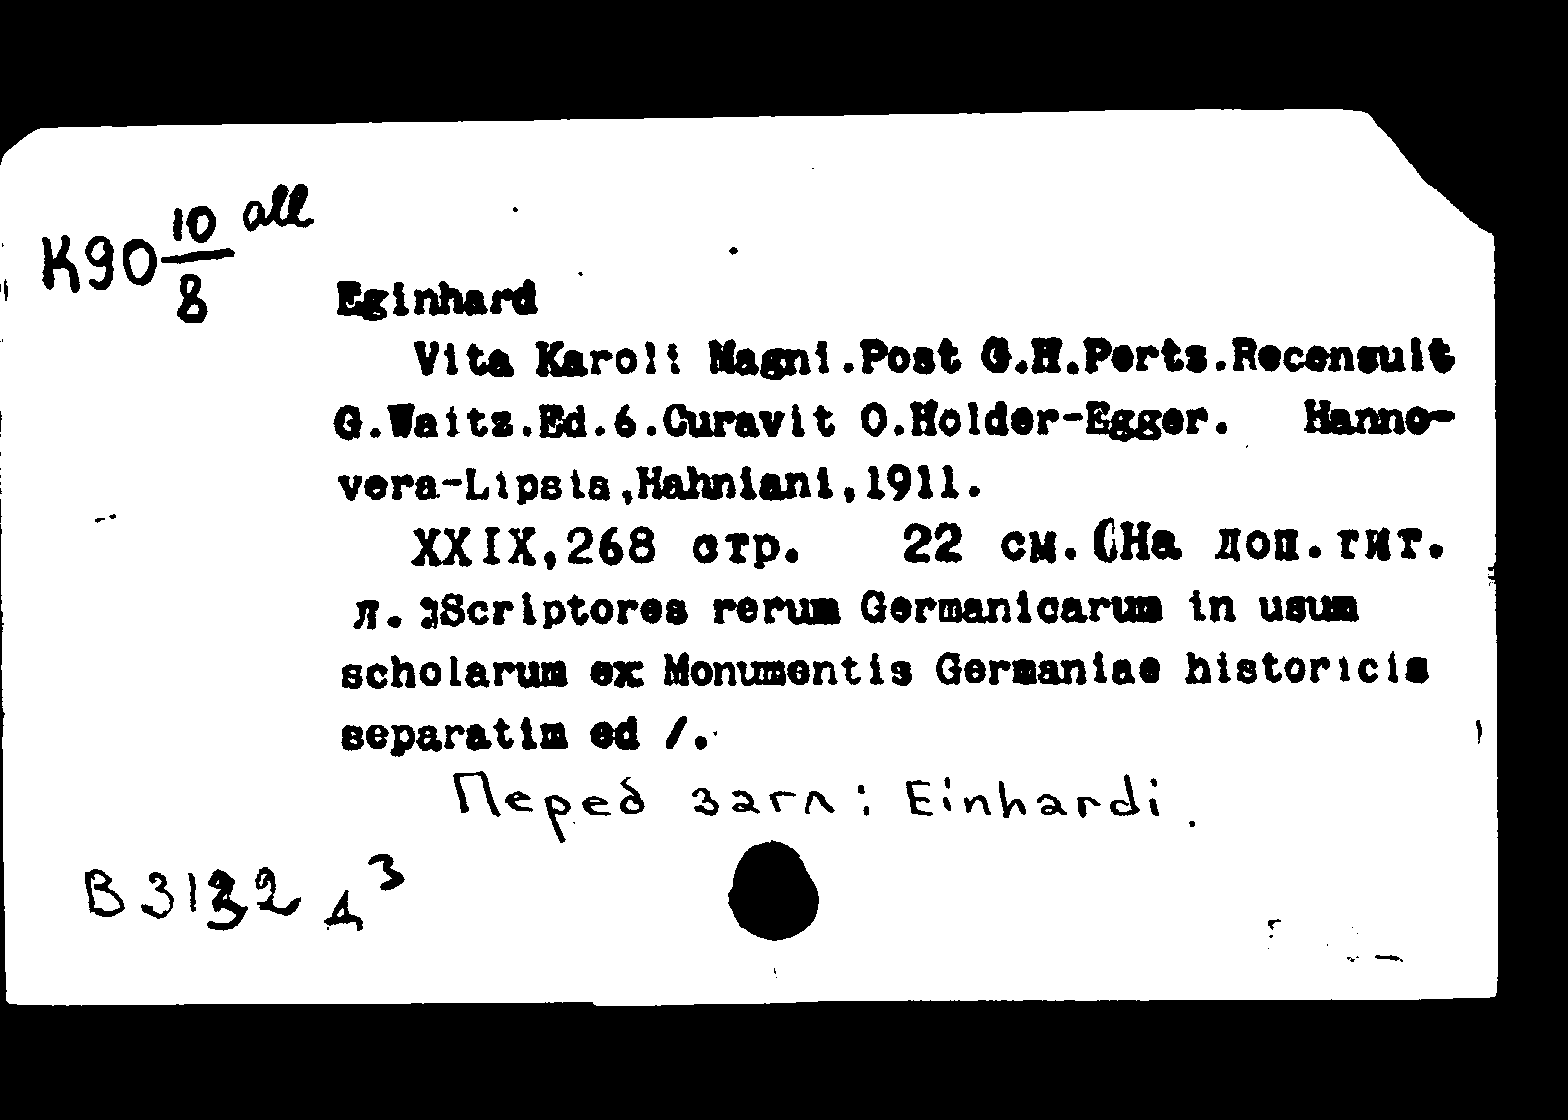 K90 10/8 all
Eginhard
Vita Karoli Magni.Post G.H.Perts.Recensuit
G.Waitz.Ed.6.Curavit O.Holder-Egger. Hanno-
vera-Lipsia,Hahniani,1911.
XXIX,268 стр. 22 см.(На доп.тит.
л. :Scriptores rerum Germanicarum in usum
scholarum ex Monumentis Germaniae historicis
separatim ed /.
Перед загл: Einhardi.
В 3132 д 3